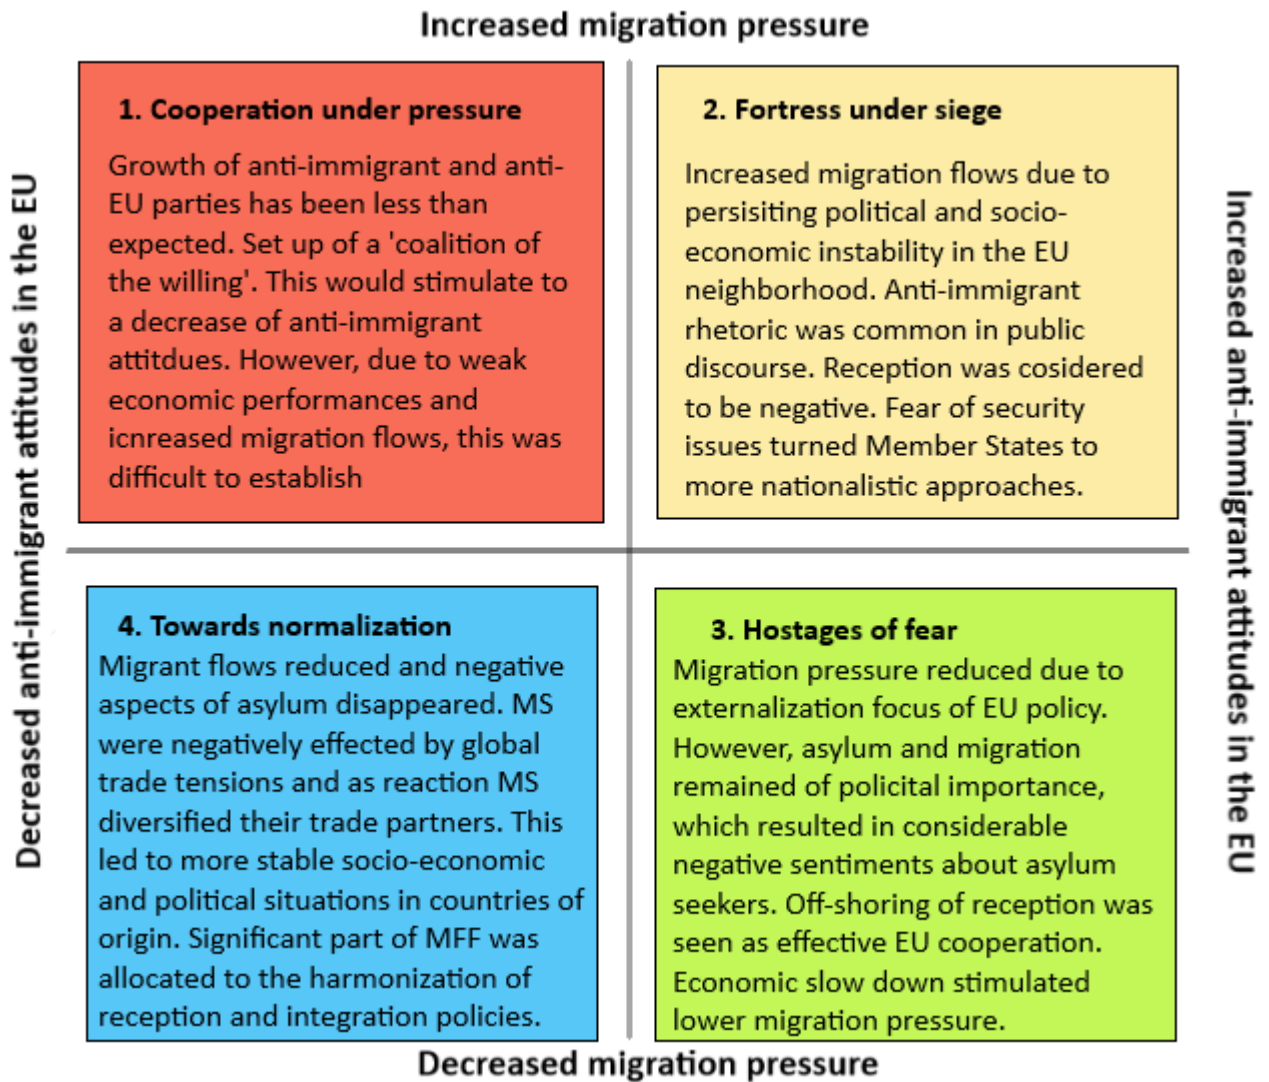 Increased migration pressure
Decreased anti-immigrant attitudes in the EU
1. Cooperation under pressure
Growth of anti-immigrant and anti-
EU parties has been less than
expected. Set up of a 'coalition of
the willing'. This would stimulate to
a decrease of anti-immigrant
attitdues. However, due to weak
economic performances and
icnreased migration flows, this was
difficult to establish
2. Fortress under siege
Increased migration flows due to
persisiting political and socio-
economic instability in the EU
neighborhood. Anti-immigrant
rhetoric was common in public
discourse. Reception was cosidered
to be negative. Fear of security
issues turned Member States to
more nationalistic approaches.
Increased anti-immigrant attitudes in the EU
4. Towards normalization
Migrant flows reduced and negative
aspects of asylum disappeared. MS
were negatively effected by global
trade tensions and as reaction MS
diversified their trade partners. This
led to more stable socio-economic
and political situations in countries of
origin. Significant part of MFF was
allocated to the harmonization of
reception and integration policies.
3. Hostages of fear
Migration pressure reduced due to
externalization focus of EU policy.
However, asylum and migration
remained of policital importance,
which resulted in considerable
negative sentiments about asylum
seekers. Off-shoring of reception was
seen as effective EU cooperation.
Economic slow down stimulated
lower migration pressure.
Decreased migration pressure